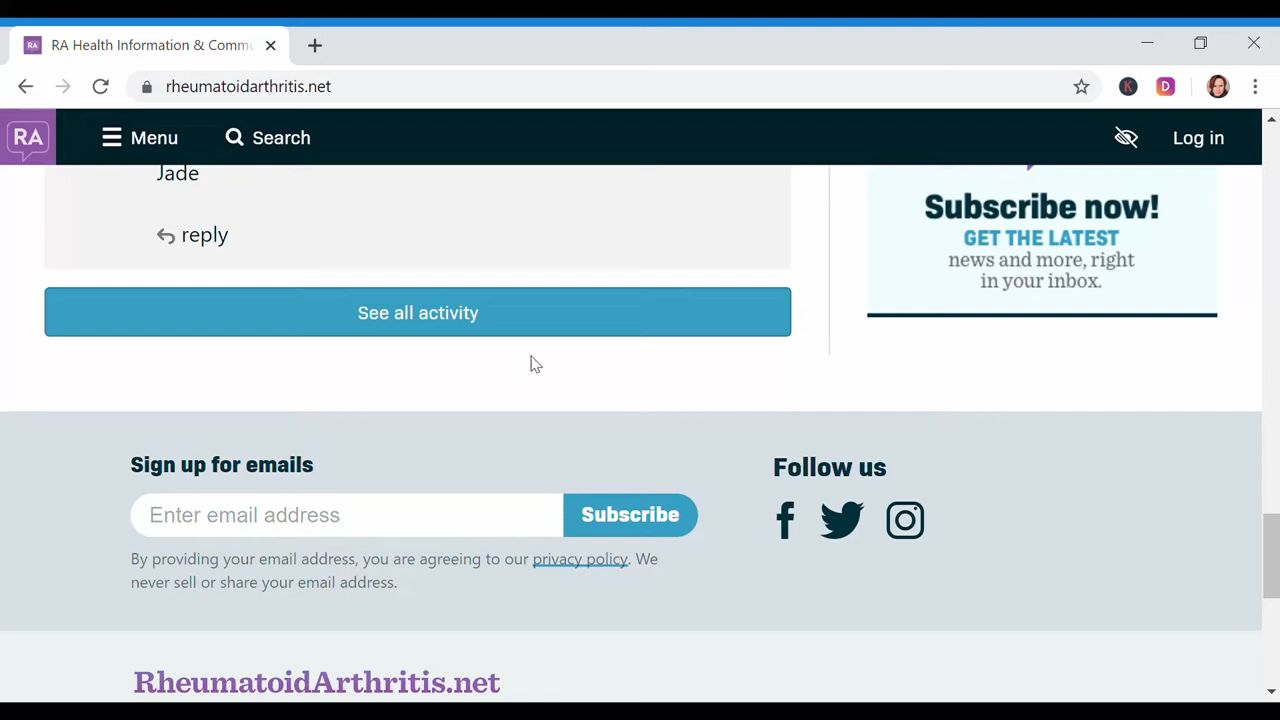 RA Health Information & Commu
rheumatoidarthritis.net
K
D
RA
Menu
Search
Log in
Jade
reply
See all activity
Subscribe now!
GET THE LATEST
news and more, right
in your inbox.
Sign up for emails
Enter email address
Subscribe
By providing your email address, you are agreeing to our privacy policy. We
never sell or share your email address.
Follow us
RheumatoidArthritis.net